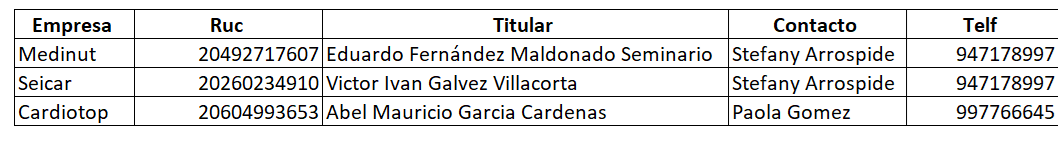 Empresa Ruc Titular Contacto Telf
Medinut 20492717607 Eduardo Fernández Maldonado Seminario Stefany Arrospide 947178997
Seicar 20260234910 Victor Ivan Galvez Villacorta Stefany Arrospide 947178997
Cardiotop 20604993653 Abel Mauricio Garcia Cardenas Paola Gomez 997766645